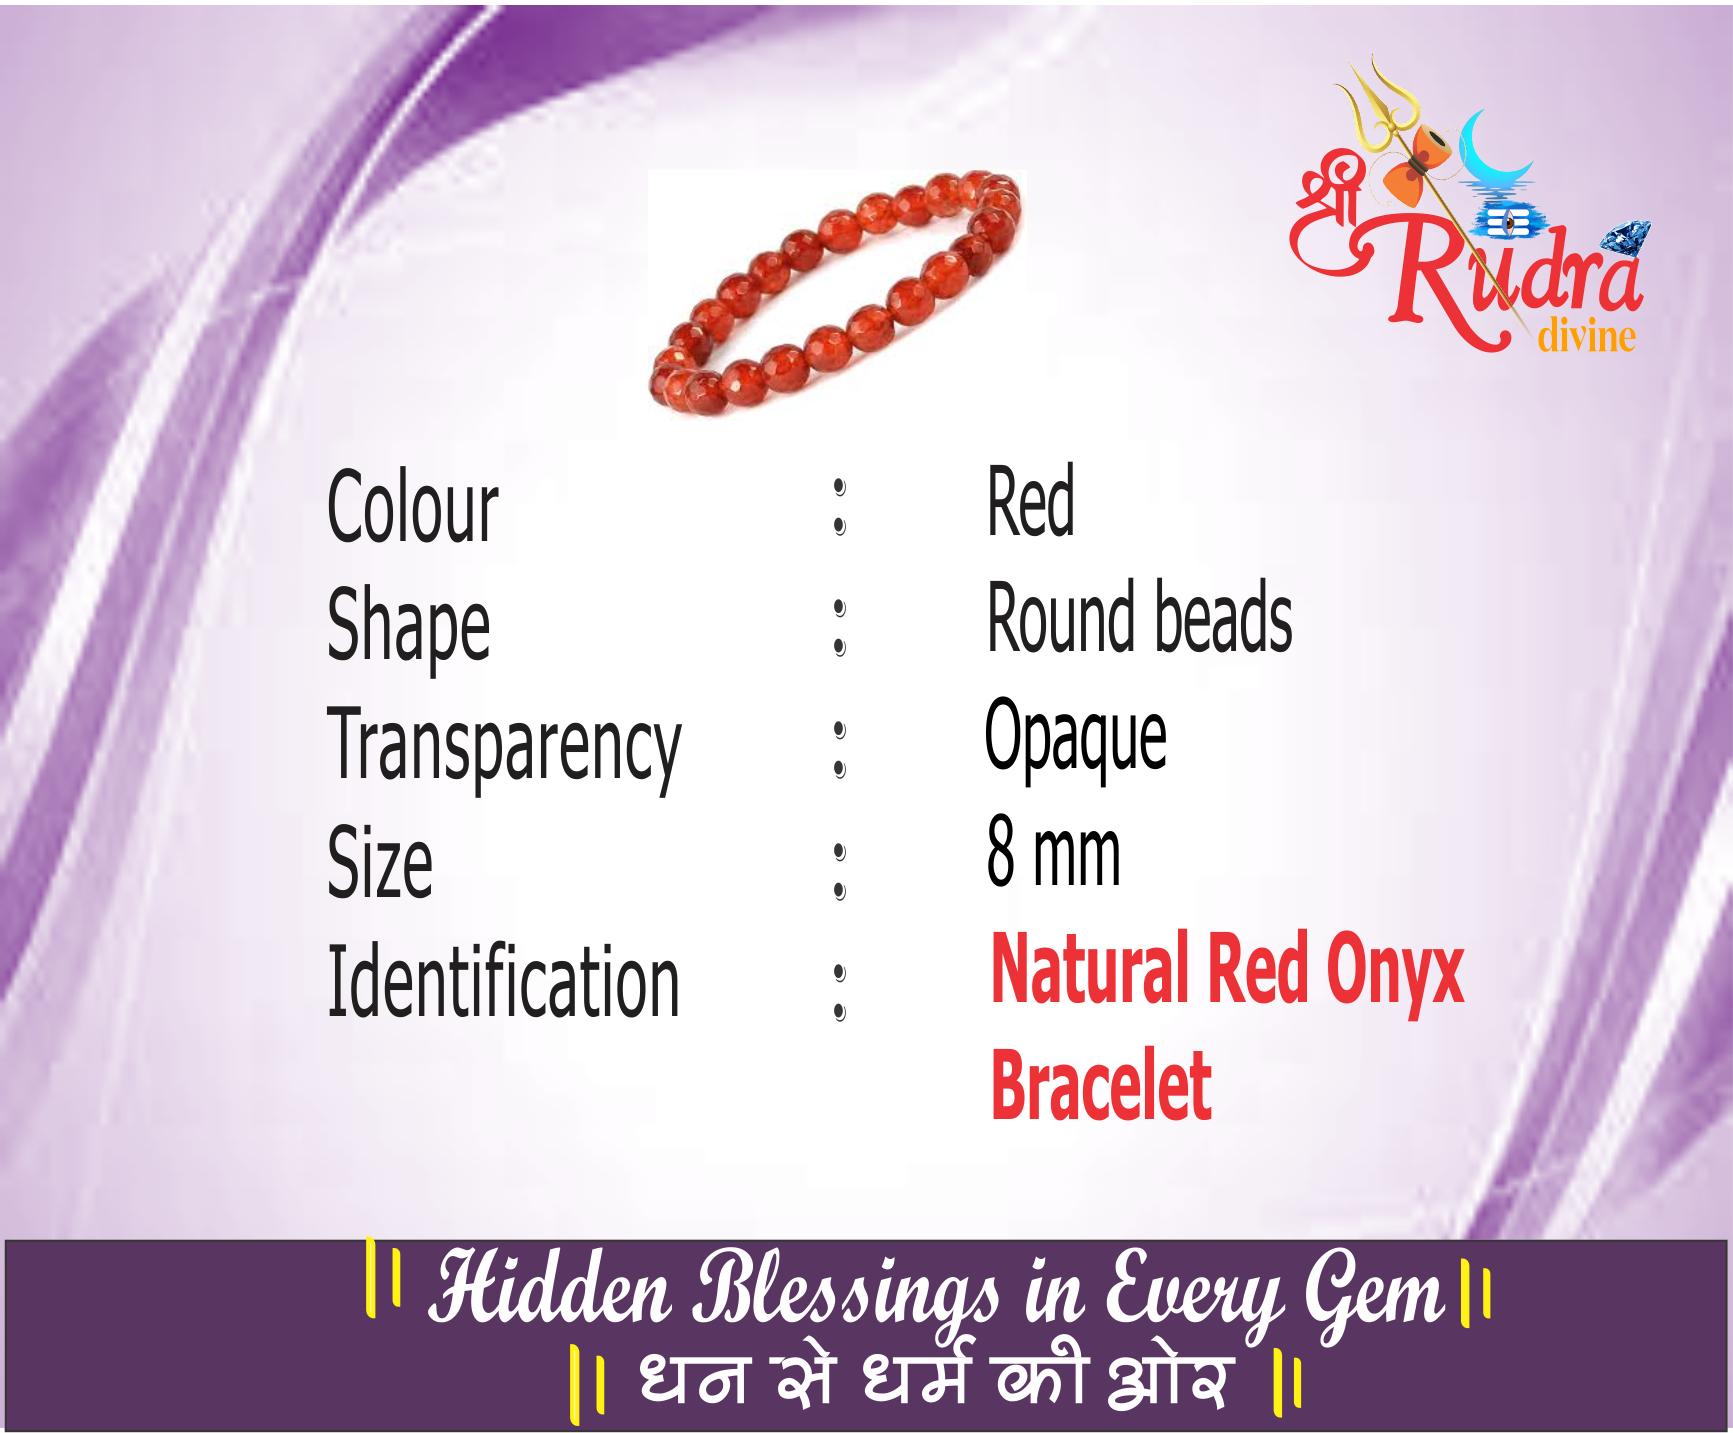 श्री
Rudra
divine
Colour : Red
Shape : Round beads
Transparency : Opaque
Size : 8 mm
Identification : Natural Red Onyx
Bracelet
|| Hidden Blessings in Every Gem ||
|| धन से धर्म की ओर ||